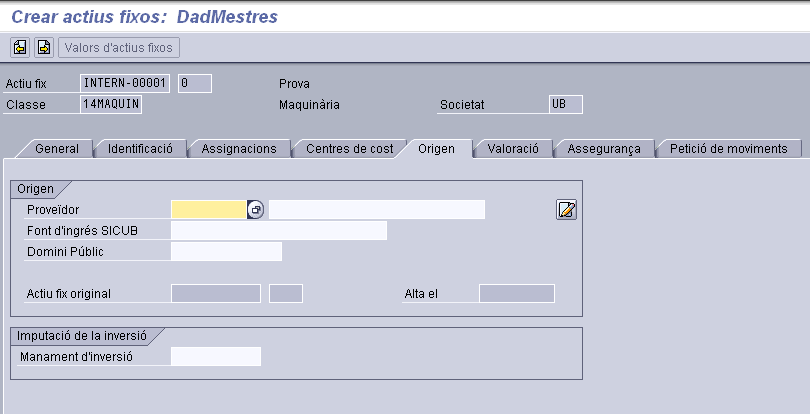 Crear actius fixos: DadMestres
Valors d'actius fixos
Actiu fix INTERN-00001 0 Prova
Classe 14MAQUIN Maquinària Societat UB
General Identificació Assignacions Centres de cost Origen Valoració Assegurança Petició de moviments
Origen
Proveïdor
Font d'ingrés SICUB
Domini Públic
Actiu fix original Alta el
Imputació de la inversió
Manament d'inversió